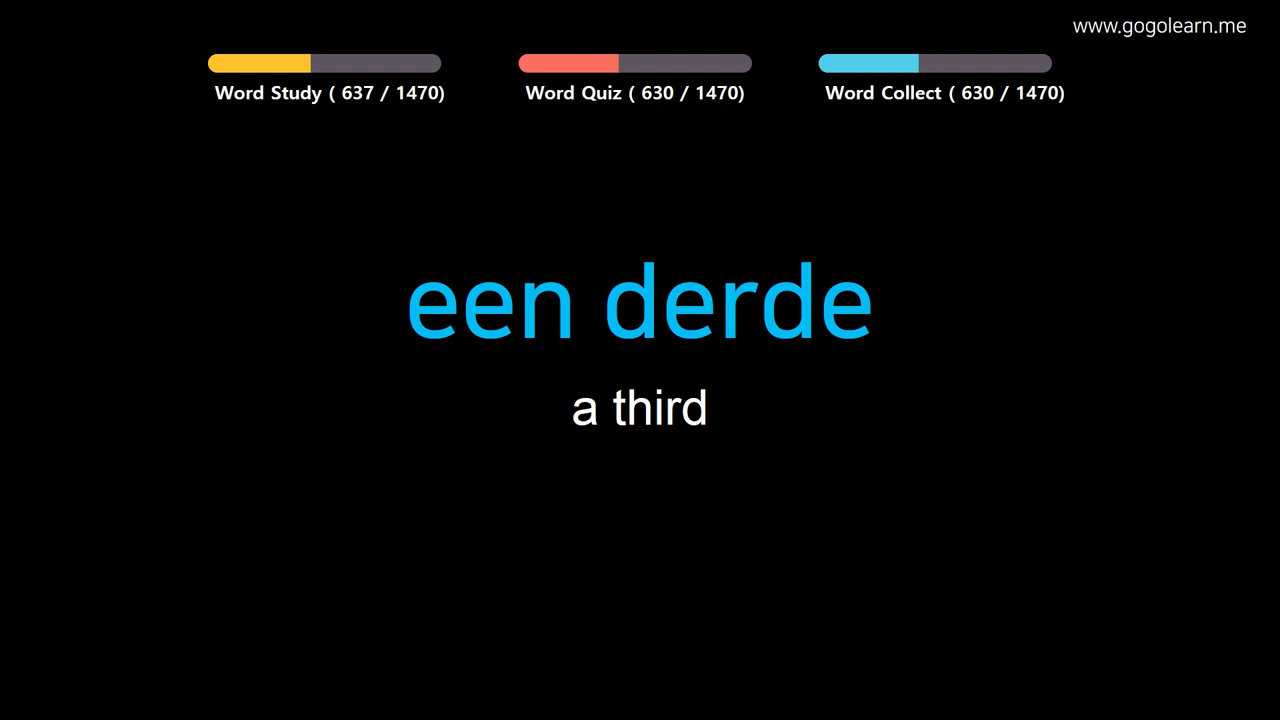 www.gogolearn.me
Word Study ( 637 / 1470)
Word Quiz ( 630 / 1470)
Word Collect ( 630 / 1470)
een derde
a third